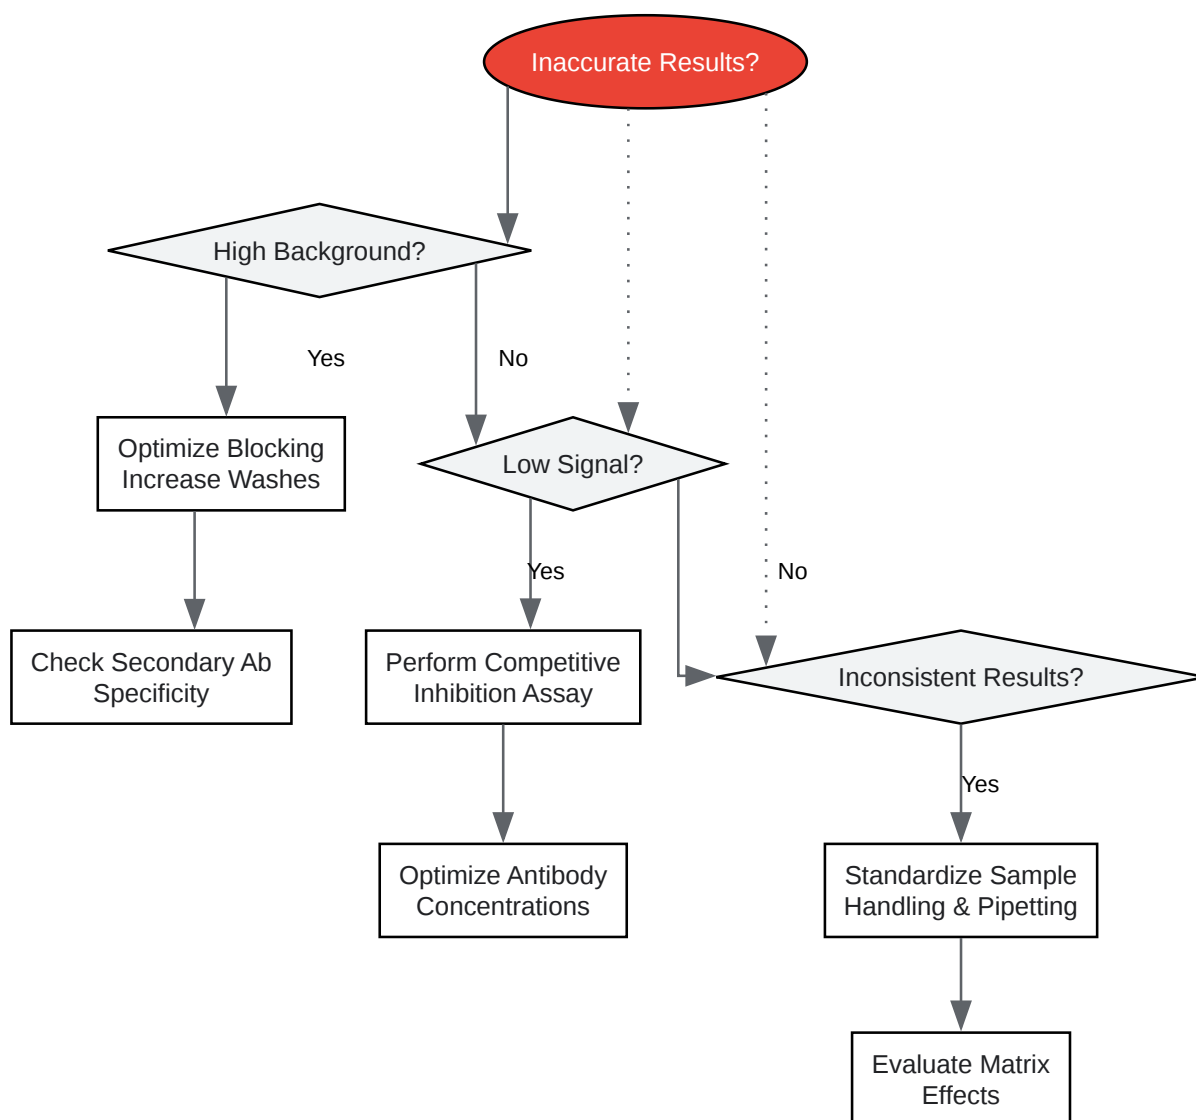 Inaccurate Results?
High Background?
Yes
No
Optimize Blocking
Increase Washes
Low Signal?
Yes
No
Check Secondary Ab
Specificity
Perform Competitive
Inhibition Assay
Inconsistent Results?
Yes
Optimize Antibody
Concentrations
Standardize Sample
Handling & Pipetting
Evaluate Matrix
Effects